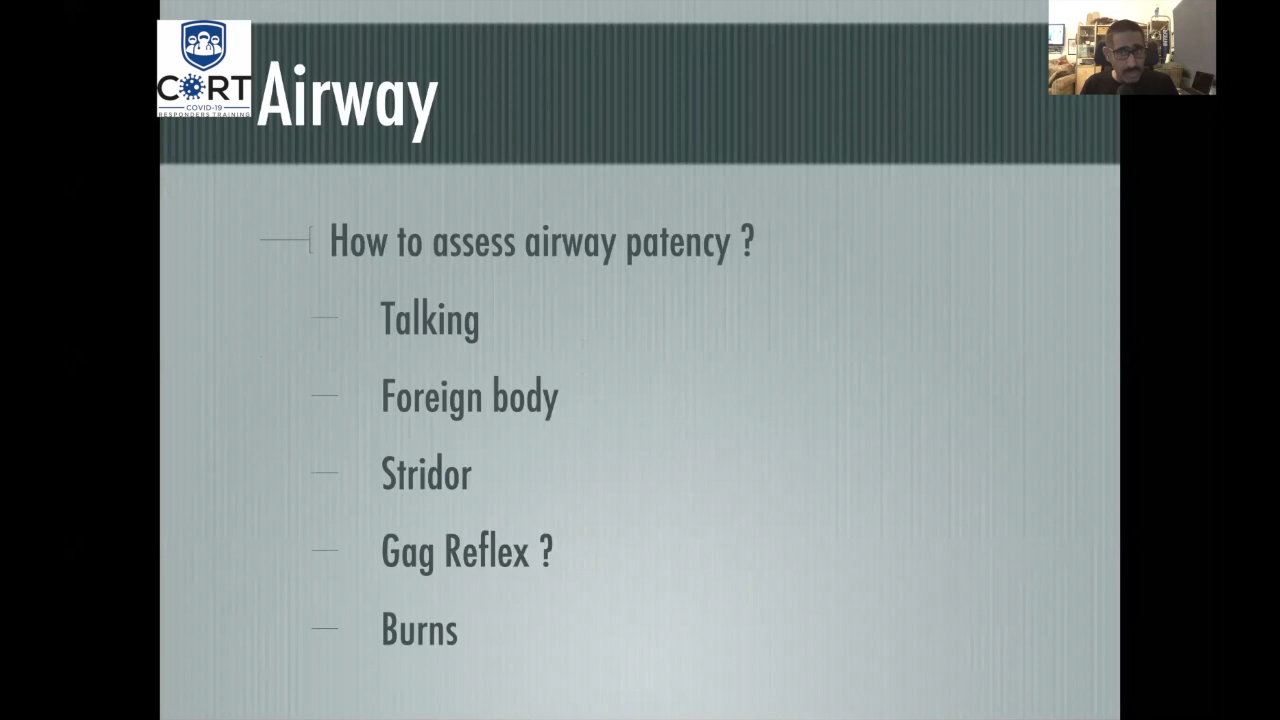 CORT
COVID-19
RESPONDERS TRAINING
Airway
How to assess airway patency ?
Talking
Foreign body
Stridor
Gag Reflex ?
Burns